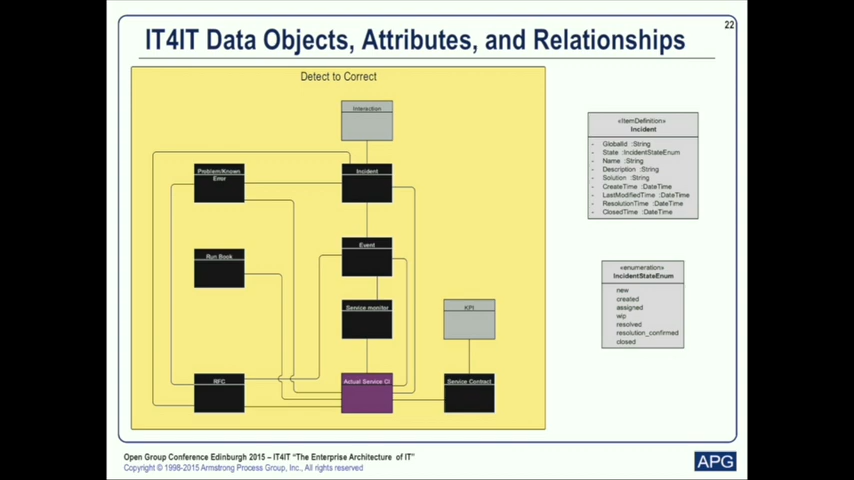 22
IT4IT Data Objects, Attributes, and Relationships
Detect to Correct
Interaction
Problem/Known
Error
Incident
Run Book
Event
Service monitor
KPI
RFC
Actual Service CI
Service Contract
«ItemDefinition»
Incident
- GlobalId :String
- State :IncidentStateEnum
- Name :String
- Description :String
- Solution :String
- CreateTime :DateTime
- LastModifiedTime :DataTime
- ResolutionTime :DateTime
- ClosedTime :DateTime
«enumeration»
IncidentStateEnum
new
created
assigned
wip
resolved
resolution_confirmed
closed
Open Group Conference Edinburgh 2015 – IT4IT "The Enterprise Architecture of IT"
Copyright © 1998-2015 Armstrong Process Group, Inc., All rights reserved
APG